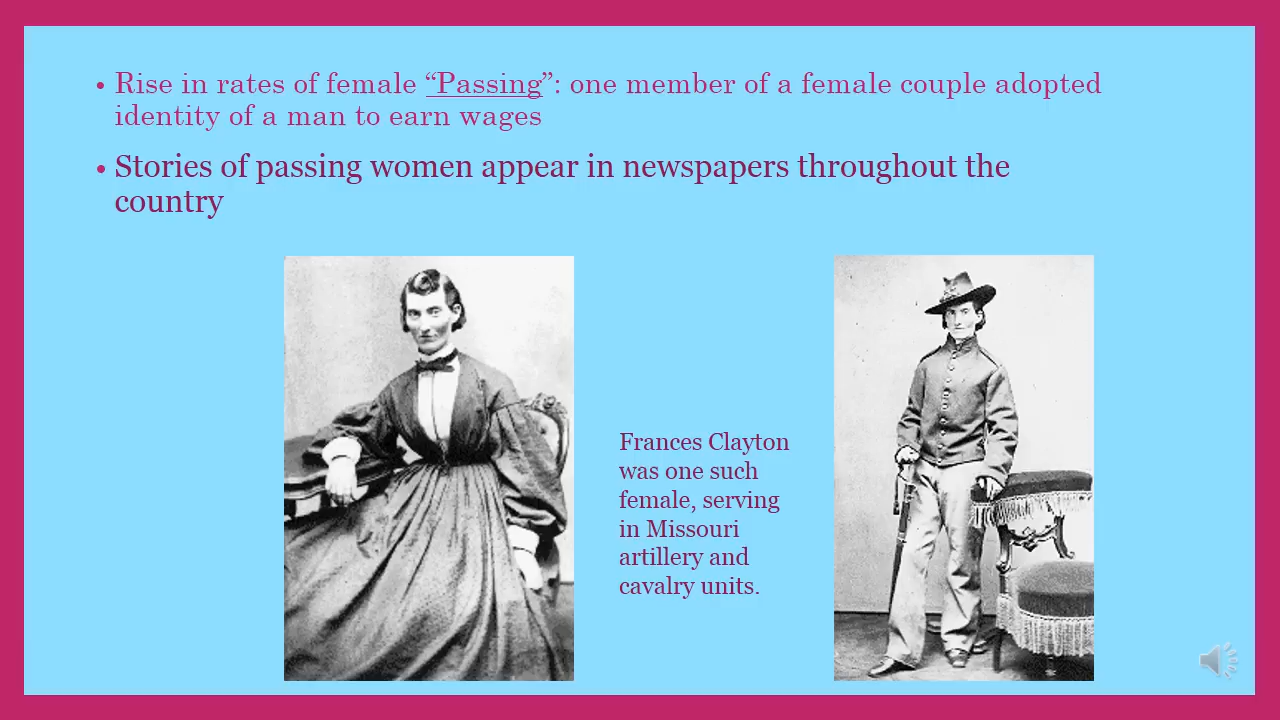 • Rise in rates of female “Passing”: one member of a female couple adopted
identity of a man to earn wages
• Stories of passing women appear in newspapers throughout the
country
Frances Clayton
was one such
female, serving
in Missouri
artillery and
cavalry units.